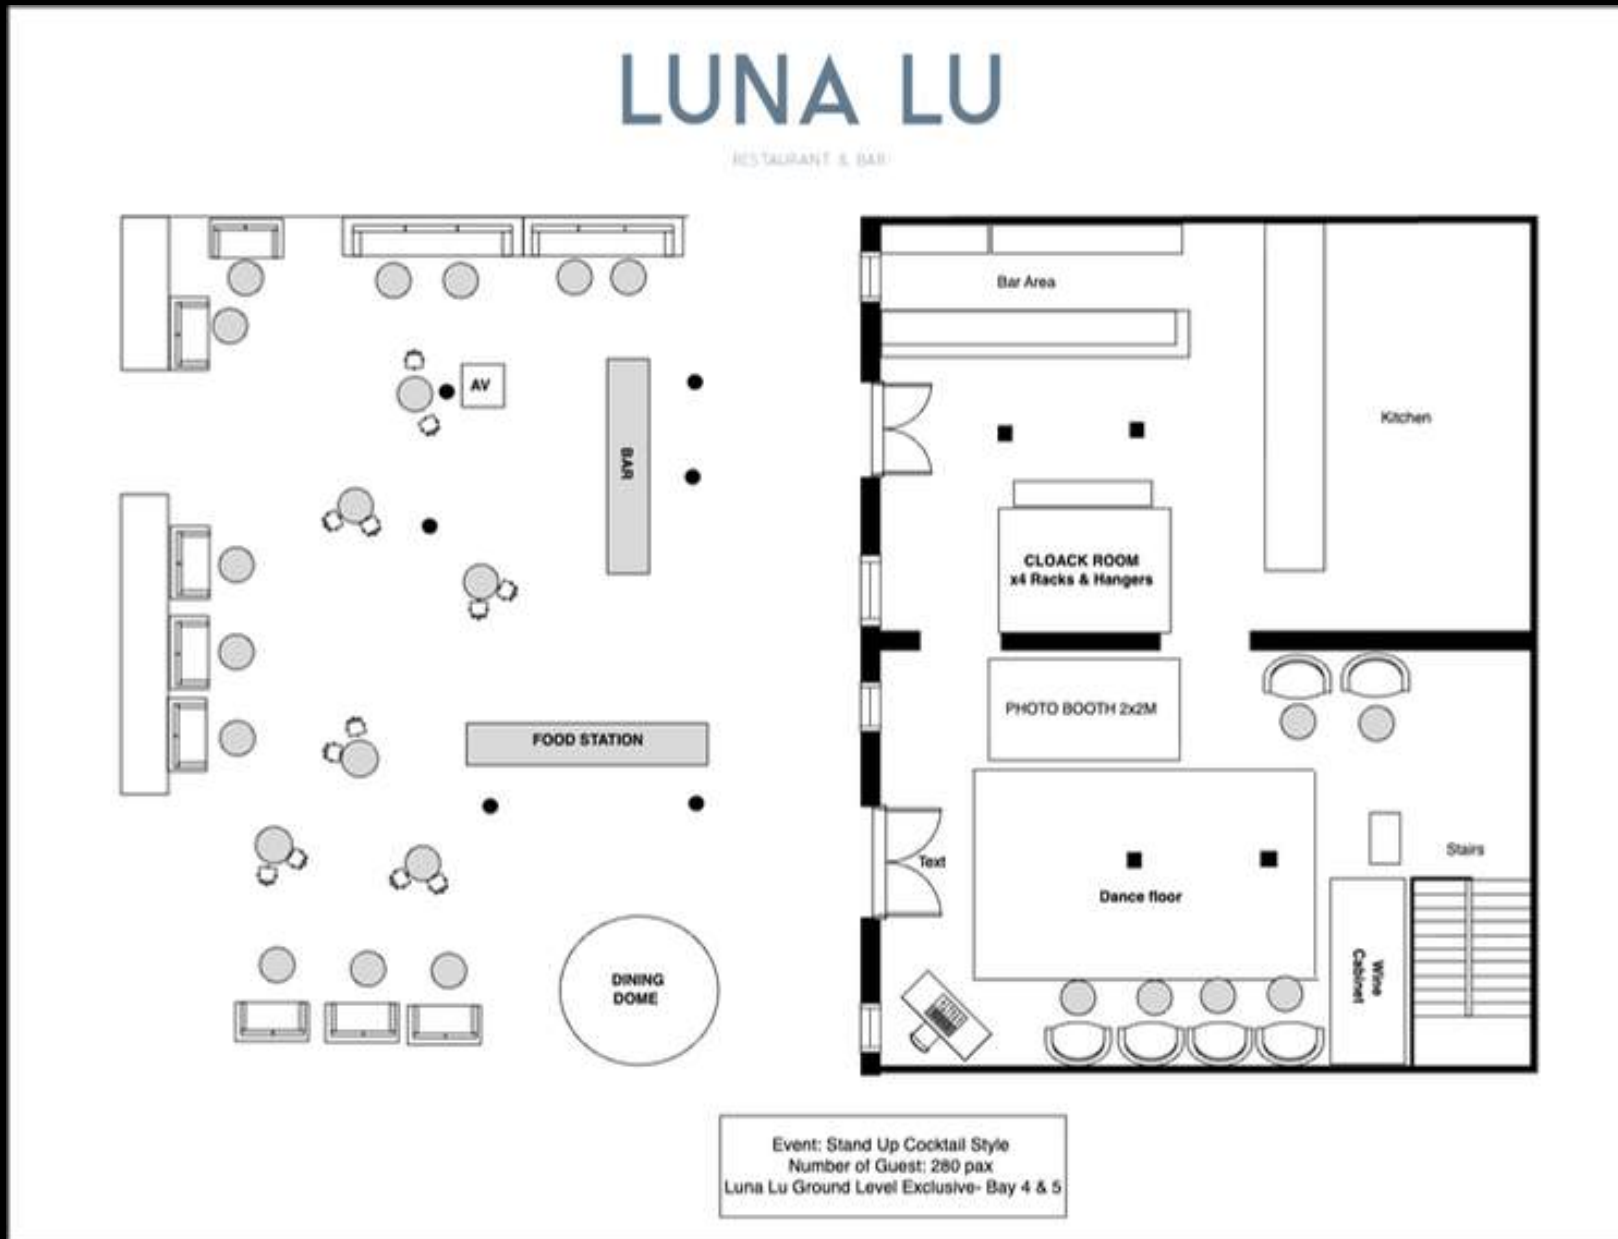 LUNA LU
RESTAURANT & BAR
AV
BAR
FOOD STATION
DINING
DOME
Bar Area
Kitchen
CLOACK ROOM
x4 Racks & Hangers
PHOTO BOOTH 2x2M
Text
Dance floor
Stairs
Wine
Cabinet
Event: Stand Up Cocktail Style
Number of Guest: 280 pax
Luna Lu Ground Level Exclusive- Bay 4 & 5